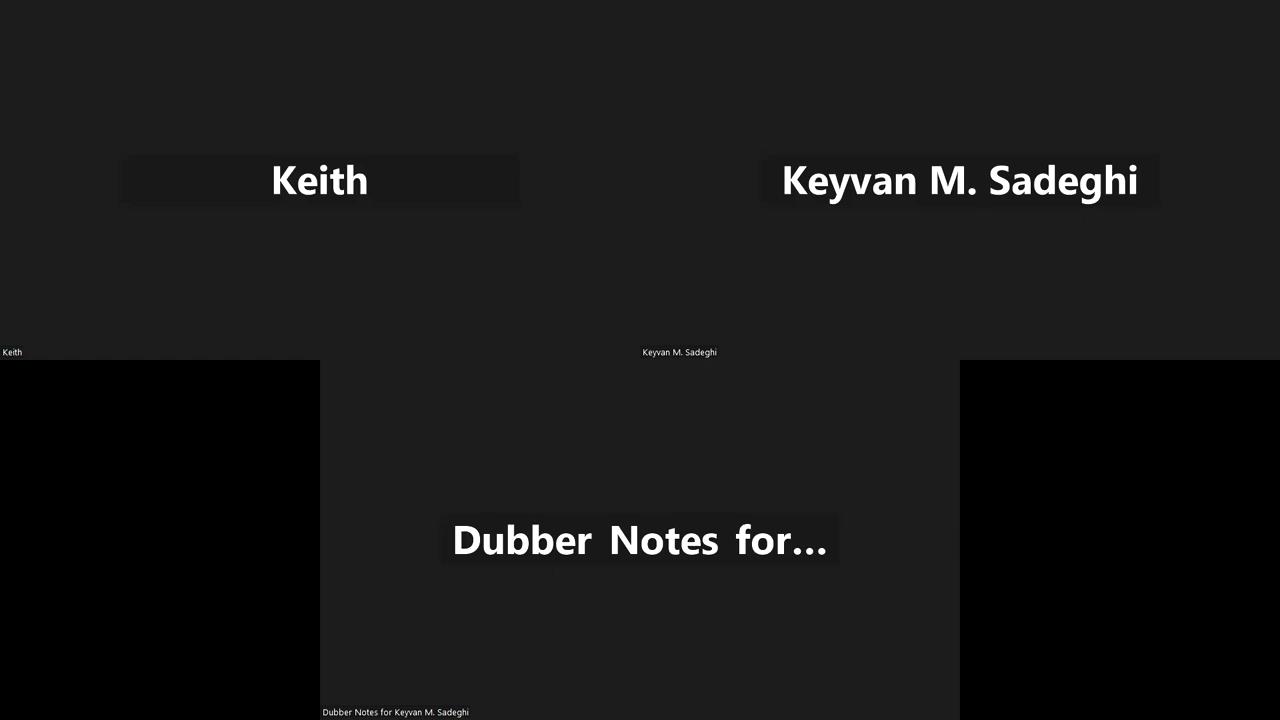 Keith
Keyvan M. Sadeghi
Keith
Keyvan M. Sadeghi
Dubber Notes for...
Dubber Notes for Keyvan M. Sadeghi